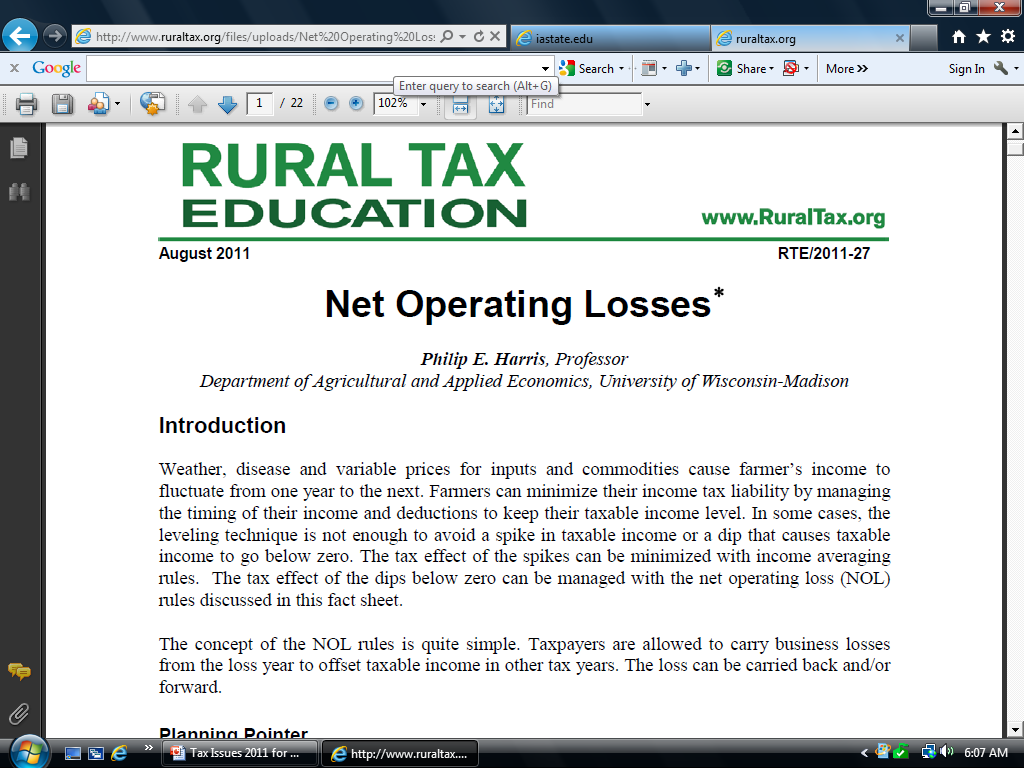 http://www.ruraltax.org/files/uploads/Net%20Operating%20Los:
iastate.edu
ruraltax.org
x Google
Search
Share
More »
Sign In
Enter query to search (Alt+G)
1 / 22
102%
Find
RURAL TAX
EDUCATION
www.RuralTax.org
August 2011 RTE/2011-27
Net Operating Losses*
Philip E. Harris, Professor
Department of Agricultural and Applied Economics, University of Wisconsin-Madison
Introduction
Weather, disease and variable prices for inputs and commodities cause farmer's income to
fluctuate from one year to the next. Farmers can minimize their income tax liability by managing
the timing of their income and deductions to keep their taxable income level. In some cases, the
leveling technique is not enough to avoid a spike in taxable income or a dip that causes taxable
income to go below zero. The tax effect of the spikes can be minimized with income averaging
rules. The tax effect of the dips below zero can be managed with the net operating loss (NOL)
rules discussed in this fact sheet.
The concept of the NOL rules is quite simple. Taxpayers are allowed to carry business losses
from the loss year to offset taxable income in other tax years. The loss can be carried back and/or
forward.
Planning Pointer
Tax Issues 2011 for ...
http://www.ruraltax....
6:07 AM